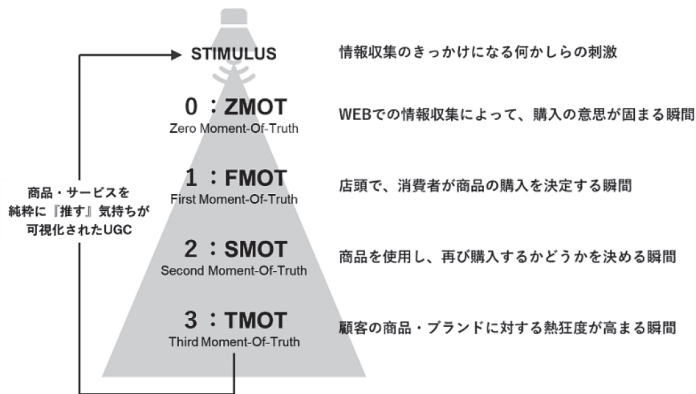 STIMULUS
情報収集のきっかけになる何かしらの刺激
0：ZMOT
Zero Moment-Of-Truth
WEBでの情報収集によって、購入の意思が固まる瞬間
1：FMOT
First Moment-Of-Truth
店頭で、消費者が商品の購入を決定する瞬間
商品・サービスを
純粋に『推す』気持ちが
可視化されたUGC
2：SMOT
Second Moment-Of-Truth
商品を使用し、再び購入するかどうかを決める瞬間
3：TMOT
Third Moment-Of-Truth
顧客の商品・ブランドに対する熱狂度が高まる瞬間